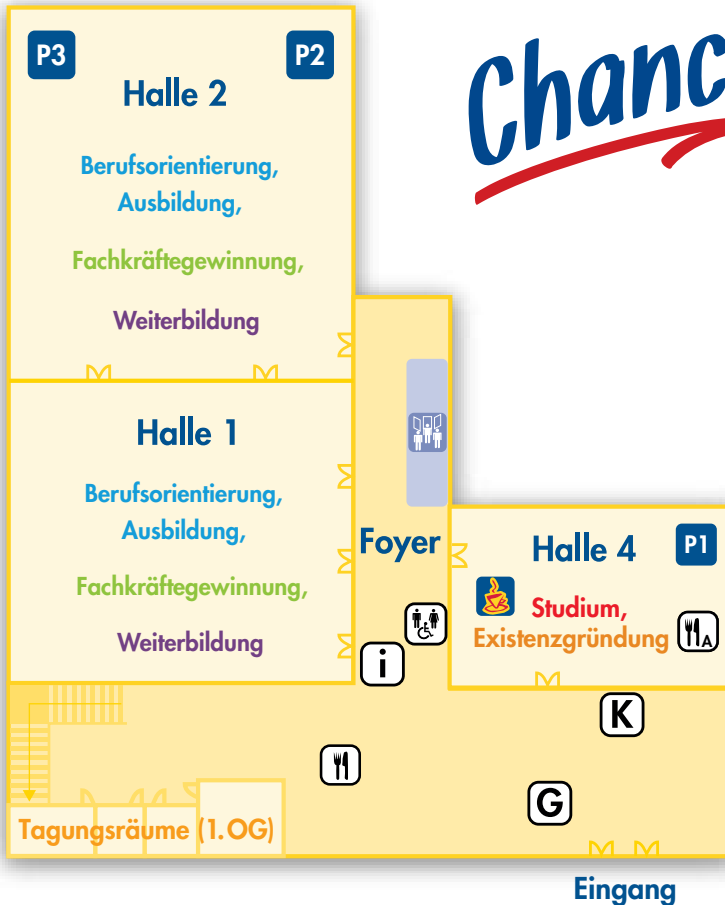 P3
P2
Halle 2
Berufsorientierung,
Ausbildung,
Fachkräftegewinnung,
Weiterbildung
Chanc
Halle 1
Berufsorientierung,
Ausbildung,
Fachkräftegewinnung,
Weiterbildung
Foyer
Halle 4
P1
Studium,
Existenzgründung
A
i
K
G
Tagungsräume (1.OG)
Eingang